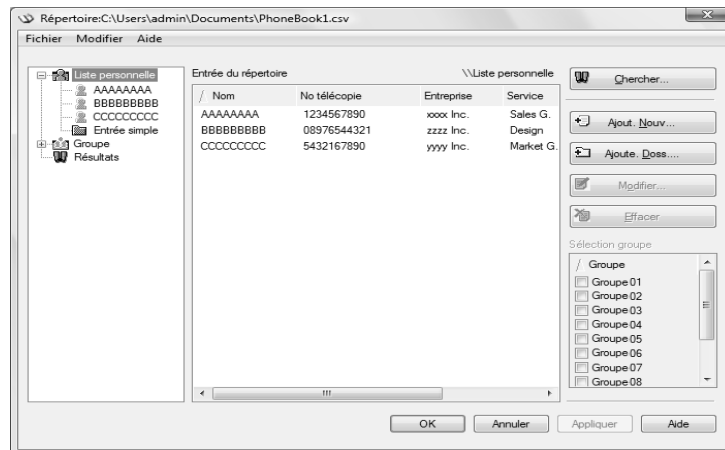 Répertoire:C:\Users\admin\Documents\PhoneBook1.csv
Fichier Modifier Aide
Liste personnelle
AAAAAAAA
BBBBBBBBB
CCCCCCCCC
Entrée simple
Groupe
Résultats
Entrée du répertoire \\Liste personnelle
/ Nom No télécopie Entreprise Service
AAAAAAAA 1234567890 xxxx Inc. Sales G.
BBBBBBBBB 08976544321 zzzz Inc. Design
CCCCCCCCC 5432167890 yyyy Inc. Market G.
Chercher...
Ajout. Nouv...
Ajoute. Doss....
Modifier...
Effacer
Sélection groupe
/ Groupe
Groupe 01
Groupe 02
Groupe 03
Groupe 04
Groupe 05
Groupe 06
Groupe 07
Groupe 08
OK Annuler Appliquer Aide